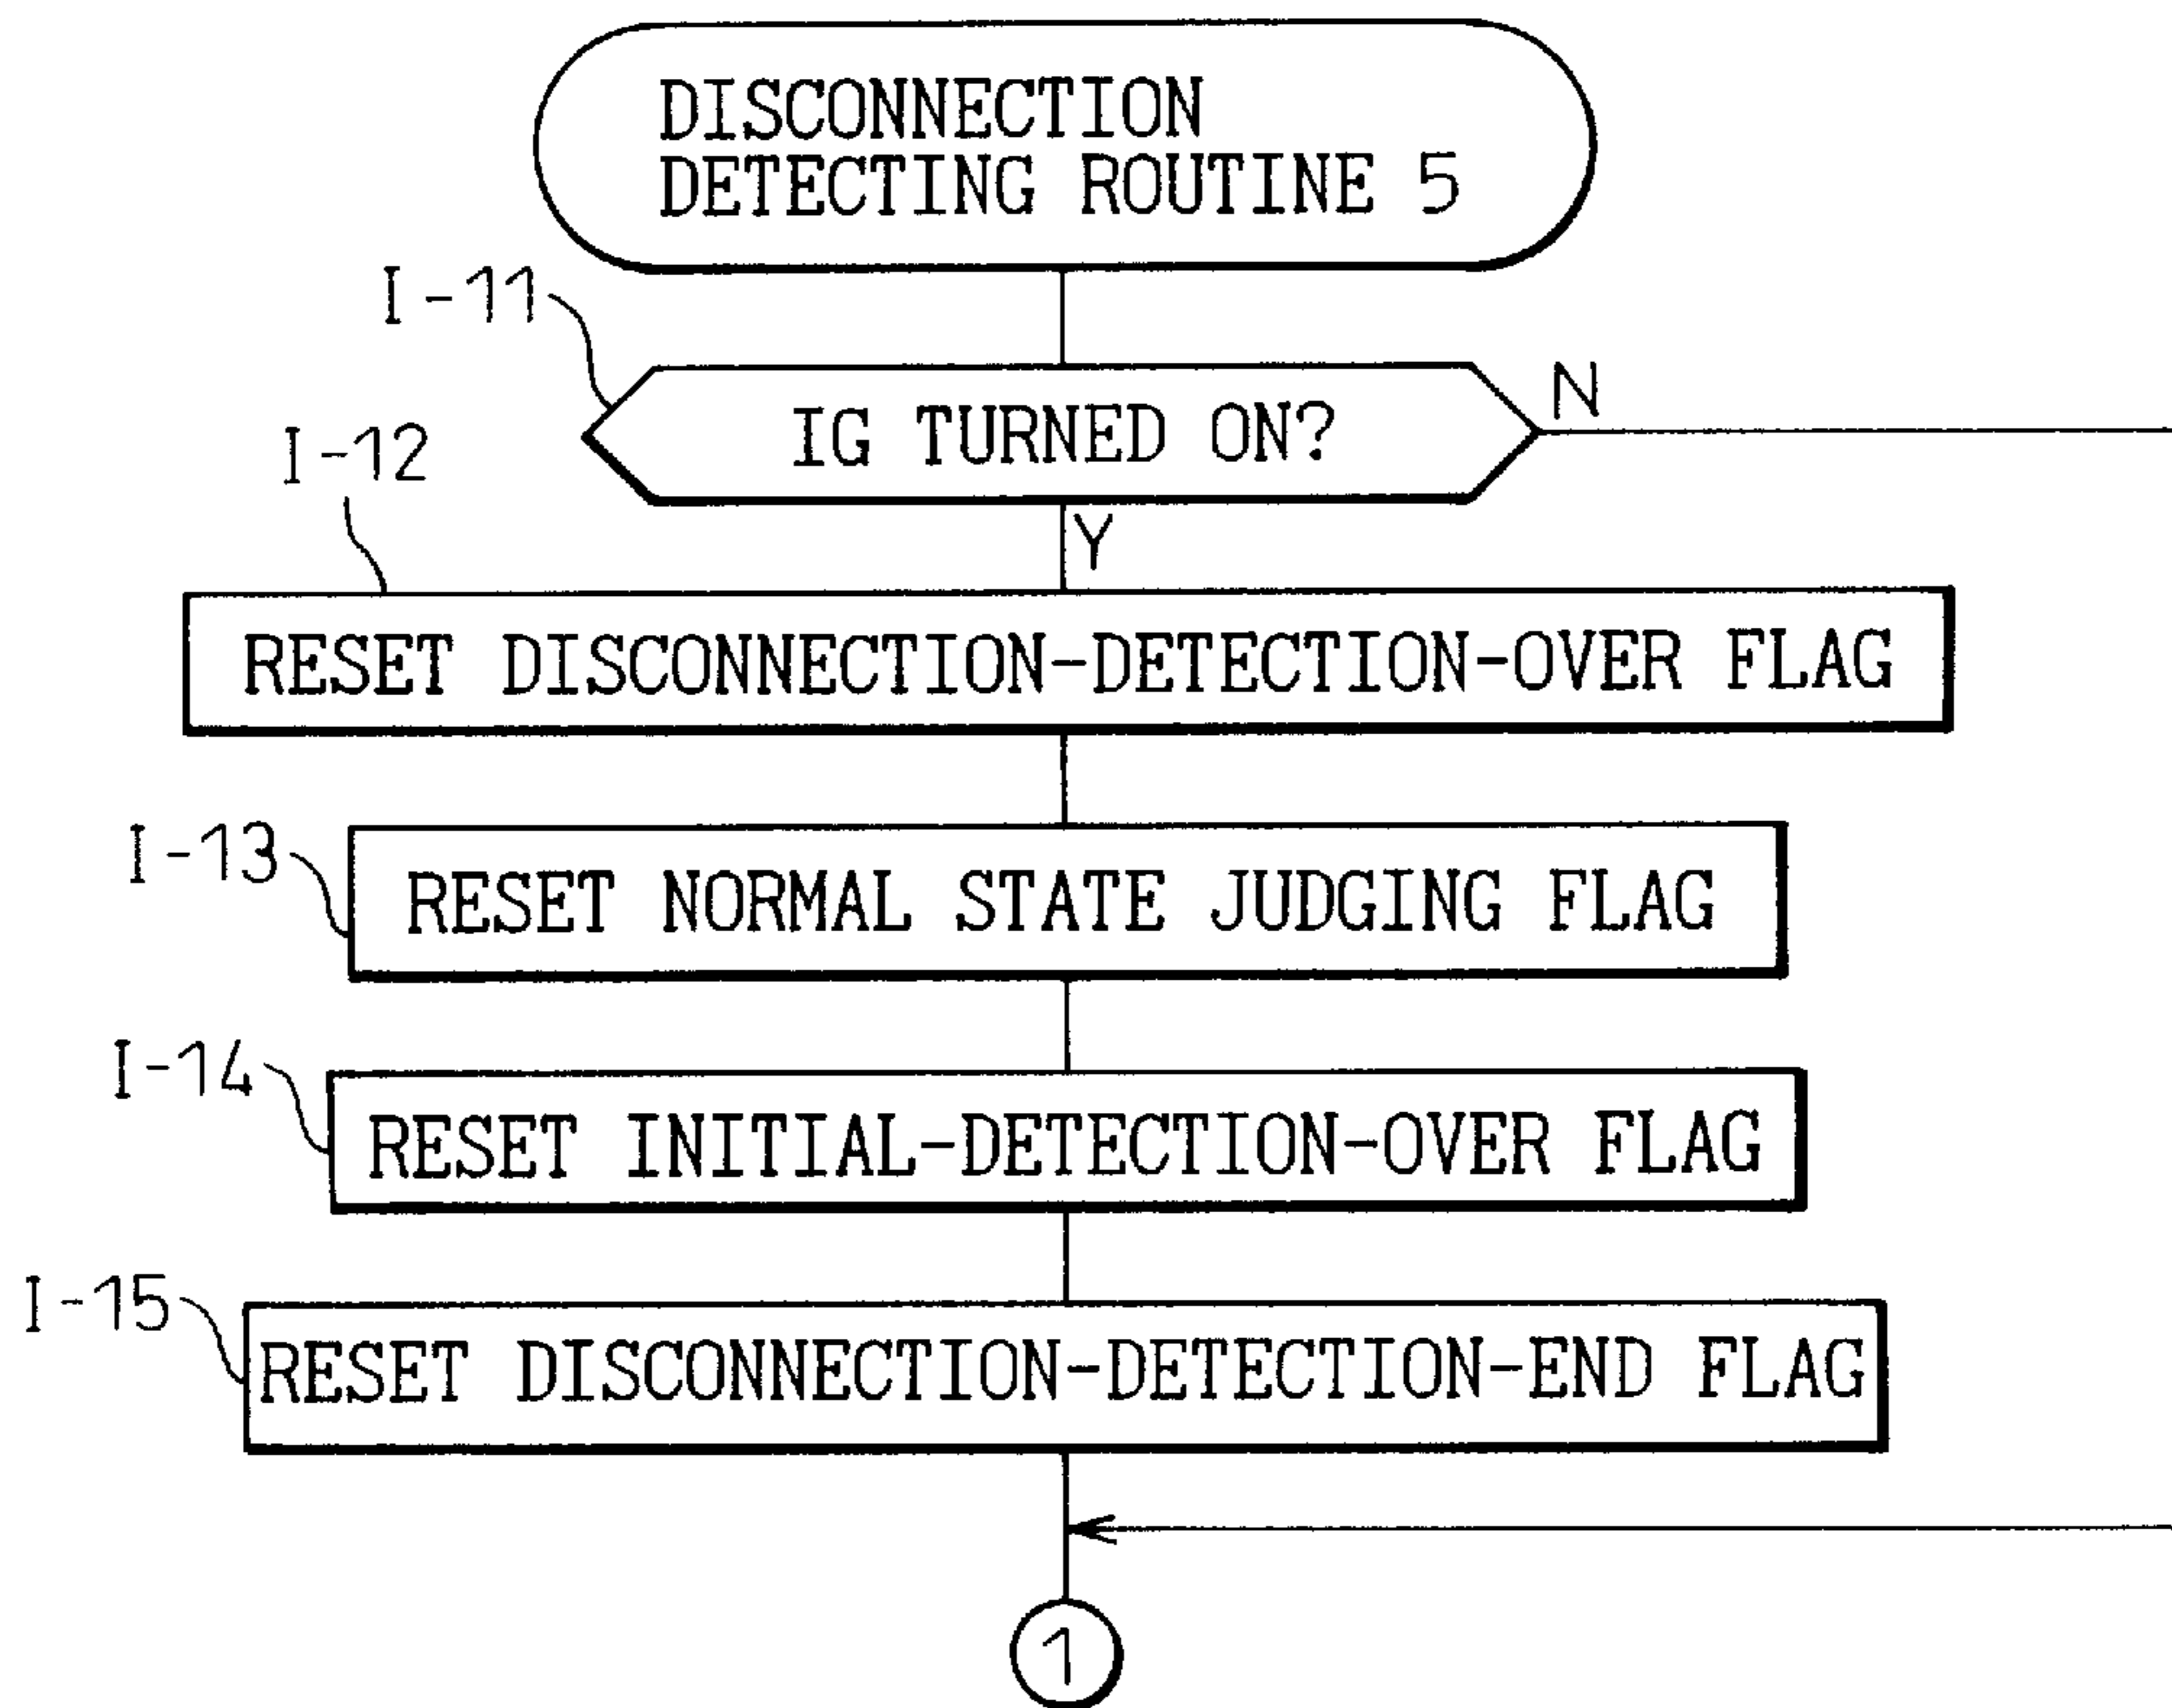 DISCONNECTION
DETECTING ROUTINE 5
I-11
IG TURNED ON?
N
I-12
Y
RESET DISCONNECTION-DETECTION-OVER FLAG
I-13
RESET NORMAL STATE JUDGING FLAG
I-14
RESET INITIAL-DETECTION-OVER FLAG
I-15
RESET DISCONNECTION-DETECTION-END FLAG
1